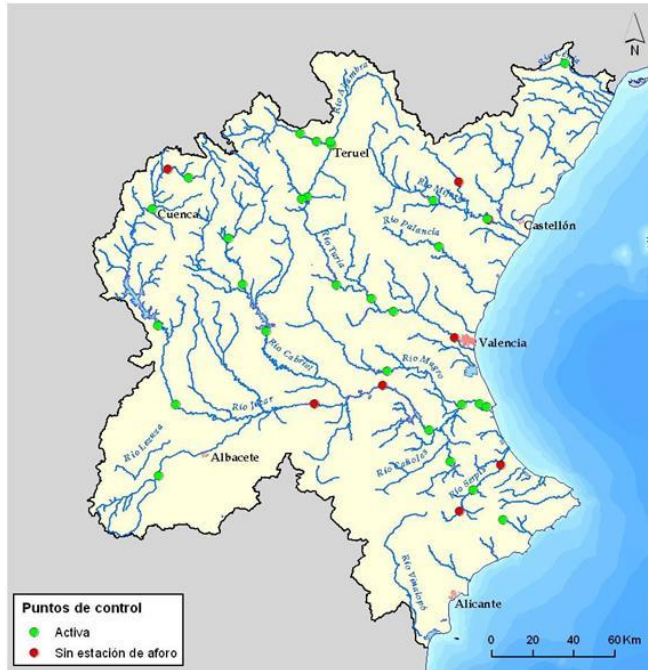 N
Río Cenia
Río Alfambra
Teruel
Río Mijares
Cuenca
Castellón
Río Palancia
Río Turia
Valencia
Río Magro
Río Cabriel
Río Júcar
Río Lezuza
Albacete
Río Cañolas
Río Serpis
Río Vinalopó
Alicante
Puntos de control
Activa
Sin estación de aforo
0 20 40 60 Km